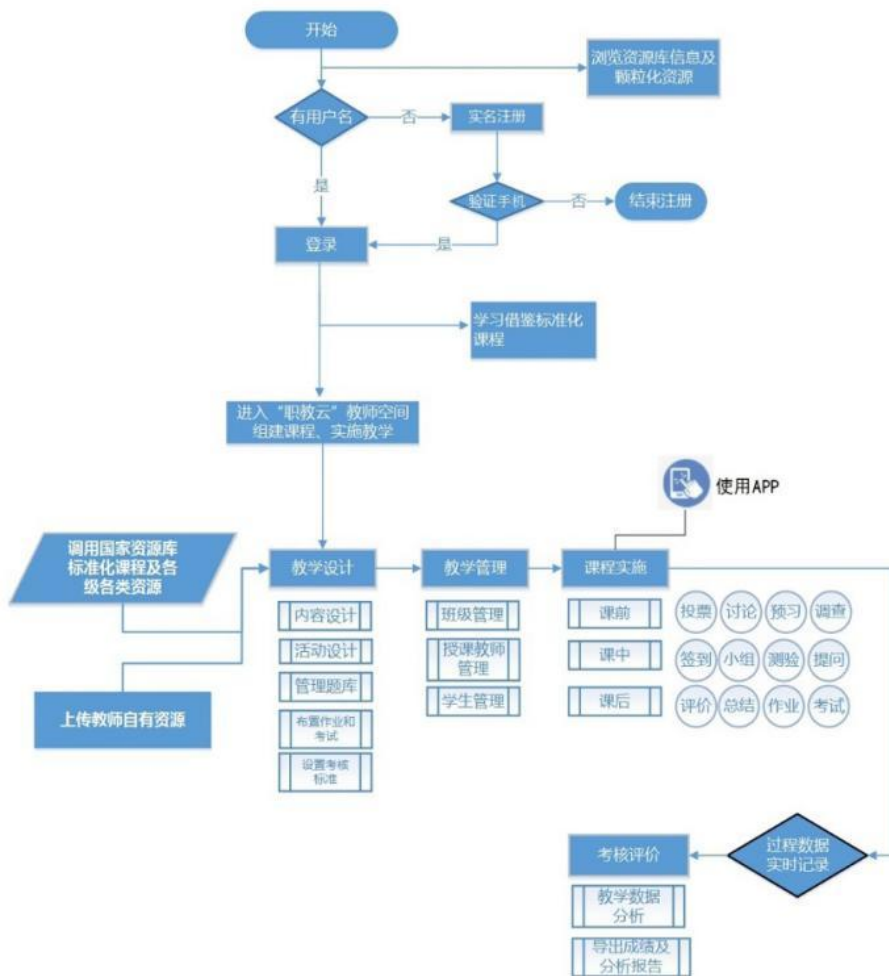 开始
浏览资源库信息及
颗粒化资源
有用户名
否
实名注册
是
验证手机
否
结束注册
登录
是
学习借鉴标准化
课程
进入“职教云”教师空间
组建课程、实施教学
使用APP
调用国家资源库
标准化课程及各
级各类资源
教学设计
教学管理
课程实施
内容设计
活动设计
管理题库
布置作业和
考试
设置考核
标准
班级管理
授课教师
管理
学生管理
课前
课中
课后
投票 讨论 预习 调查
签到 小组 测验 提问
评价 总结 作业 考试
上传教师自有资源
过程数据
实时记录
考核评价
教学数据
分析
导出成绩及
分析报告